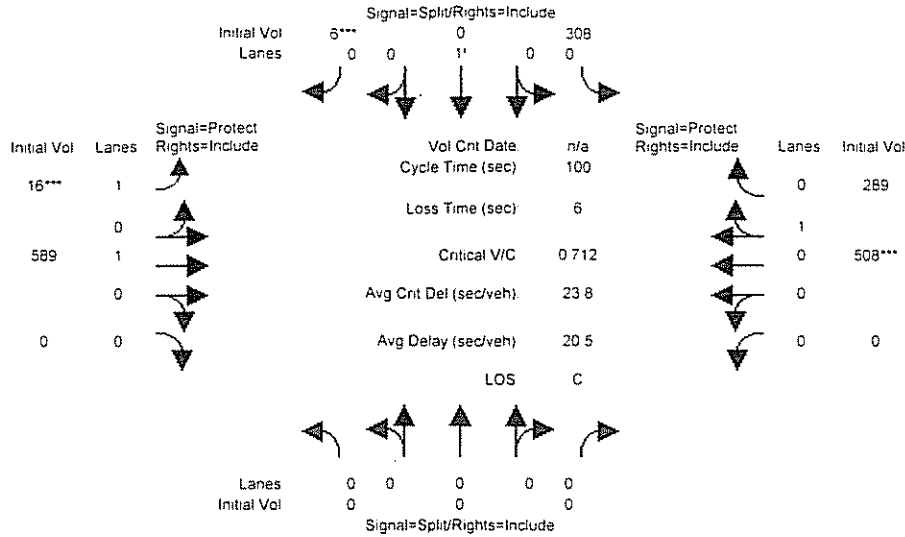 Signal=Split/Rights=Include
Initial Vol 6*** 0 308
Lanes 0 0 1! 0 0
Signal=Protect
Initial Vol Lanes Rights=Include
Vol Cnt Date n/a
Signal=Protect
Rights=Include Lanes Initial Vol
Cycle Time (sec) 100
16*** 1
0 289
Loss Time (sec) 6
0
1
589 1
Critical V/C 0 712
0 508***
0
Avg Crit Del (sec/veh) 23 8
0
0 0
Avg Delay (sec/veh) 20 5
0 0
LOS C
Lanes 0 0 0 0 0
Initial Vol 0 0 0
Signal=Split/Rights=Include